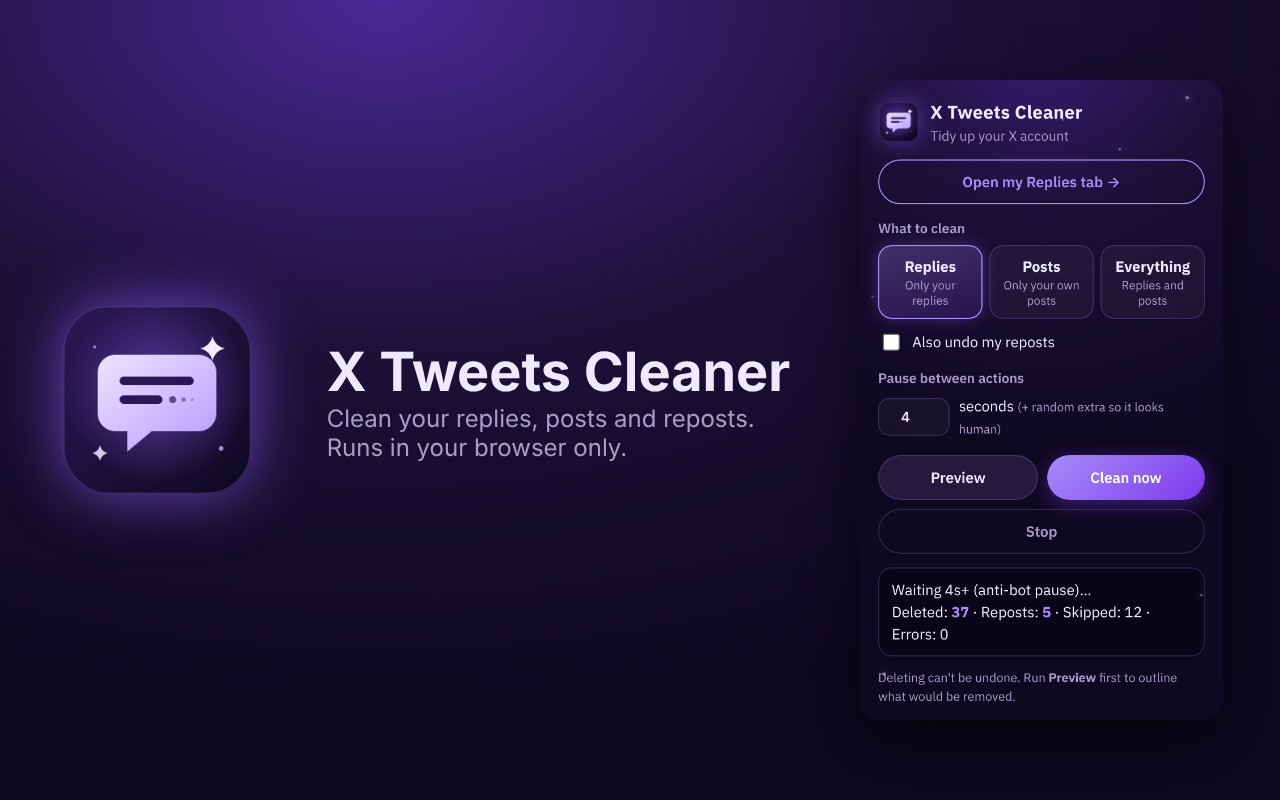 X Tweets Cleaner
Clean your replies, posts and reposts.
Runs in your browser only.
X Tweets Cleaner
Tidy up your X account
Open my Replies tab →
What to clean
Replies
Only your
replies
Posts
Only your own
posts
Everything
Replies and
posts
Also undo my reposts
Pause between actions
4
seconds (+ random extra so it looks
human)
Preview
Clean now
Stop
Waiting 4s+ (anti-bot pause)…
Deleted: 37 · Reposts: 5 · Skipped: 12 ·
Errors: 0
Deleting can't be undone. Run Preview first to outline
what would be removed.